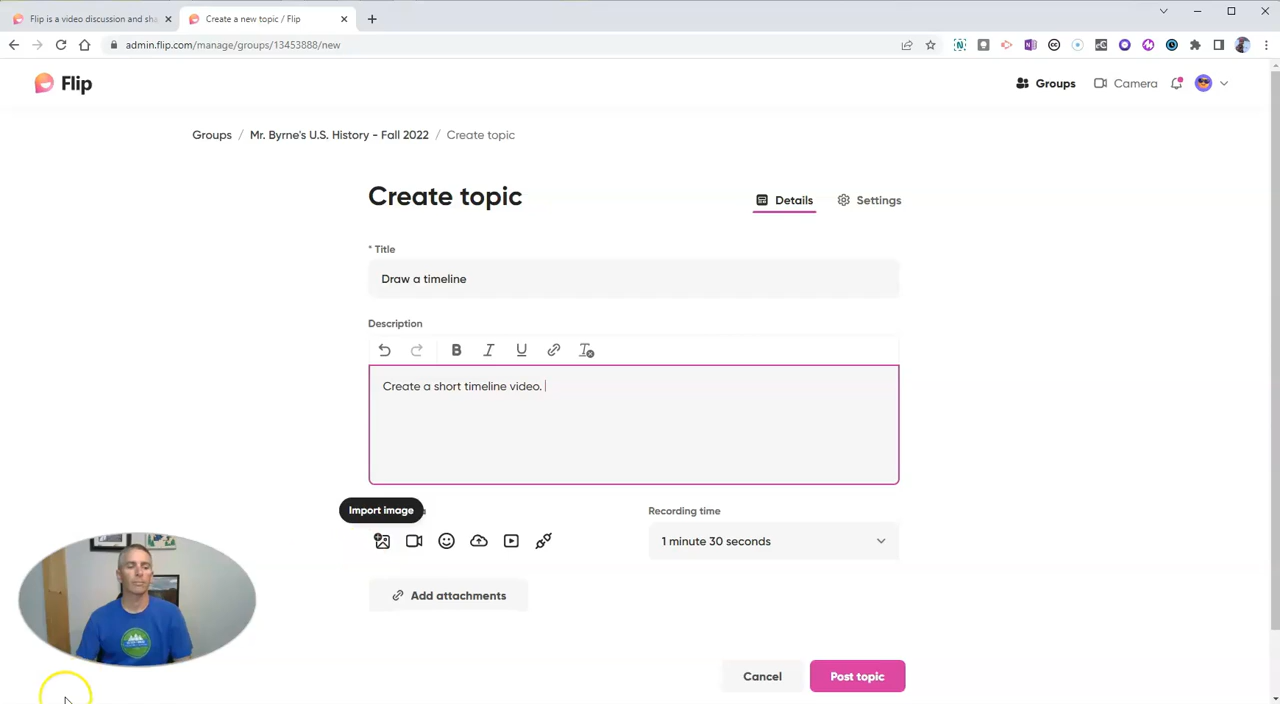 Flip is a video discussion and sha
Create a new topic / Flip
admin.flip.com/manage/groups/13453888/new
Flip
Groups
Camera
Groups / Mr. Byrne's U.S. History - Fall 2022 / Create topic
Create topic
Details
Settings
* Title
Draw a timeline
Description
Create a short timeline video.
Import image
Recording time
1 minute 30 seconds
Add attachments
Cancel
Post topic